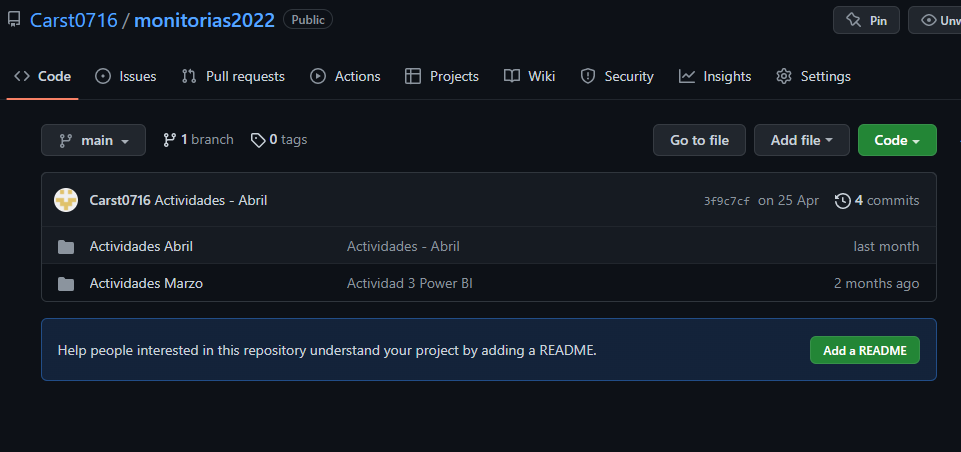 Carst0716 / monitorias2022 Public Pin Unw
Code Issues Pull requests Actions Projects Wiki Security Insights Settings
main 1 branch 0 tags Go to file Add file Code
Carst0716 Actividades - Abril 3f9c7cf on 25 Apr 4 commits
Actividades Abril Actividades - Abril last month
Actividades Marzo Actividad 3 Power BI 2 months ago
Help people interested in this repository understand your project by adding a README. Add a README